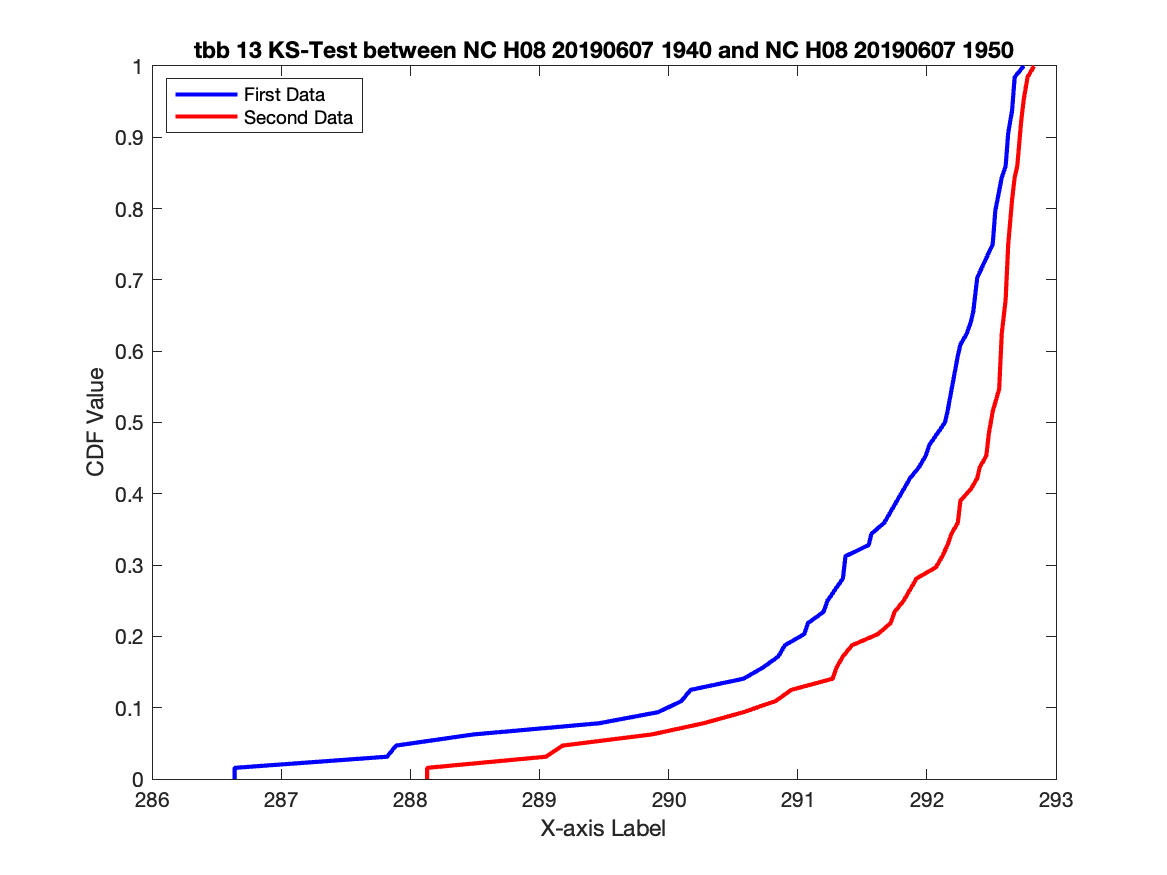 tbb 13 KS-Test between NC H08 20190607 1940 and NC H08 20190607 1950
First Data
Second Data
CDF Value
1
0.9
0.8
0.7
0.6
0.5
0.4
0.3
0.2
0.1
0
286 287 288 289 290 291 292 293
X-axis Label